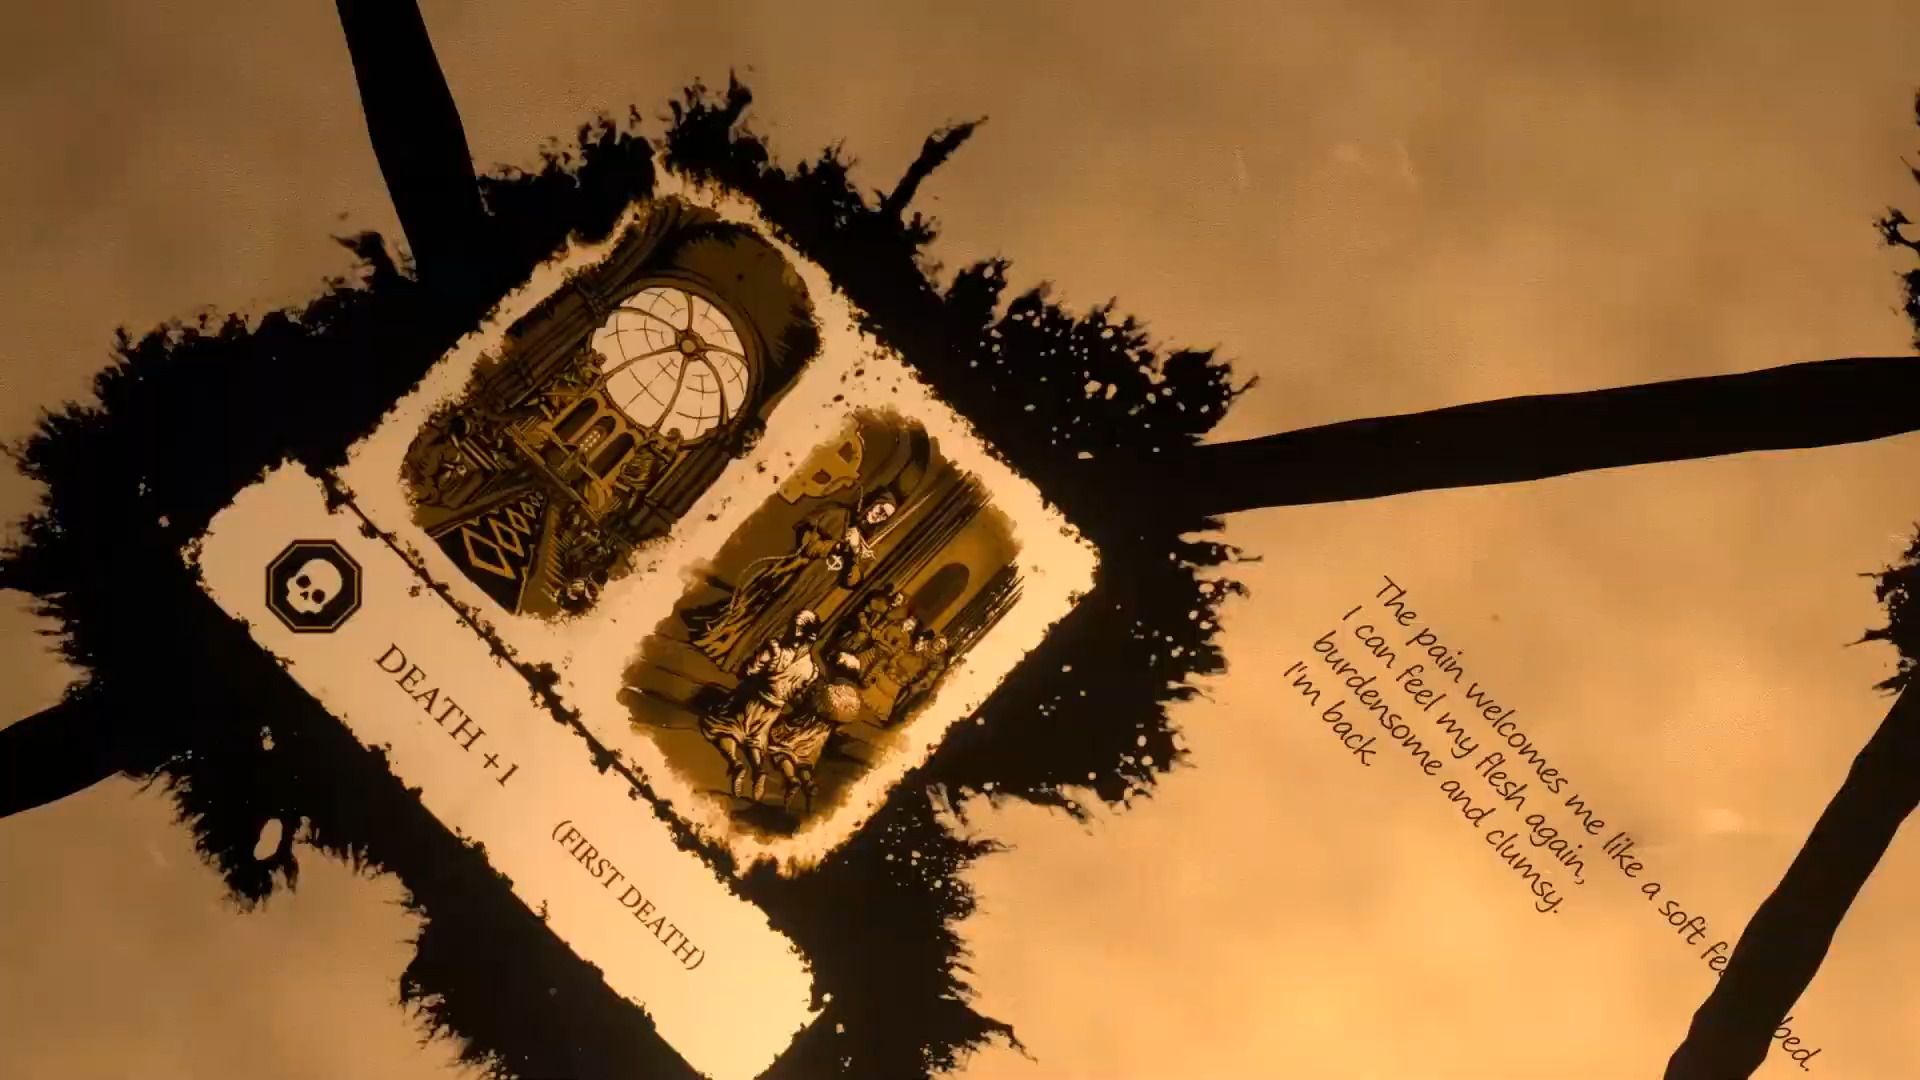 DEATH +1
(FIRST DEATH)
The pain welcomes me like a soft bed.
I can feel my flesh again,
burdensome and clumsy.
I'm back.